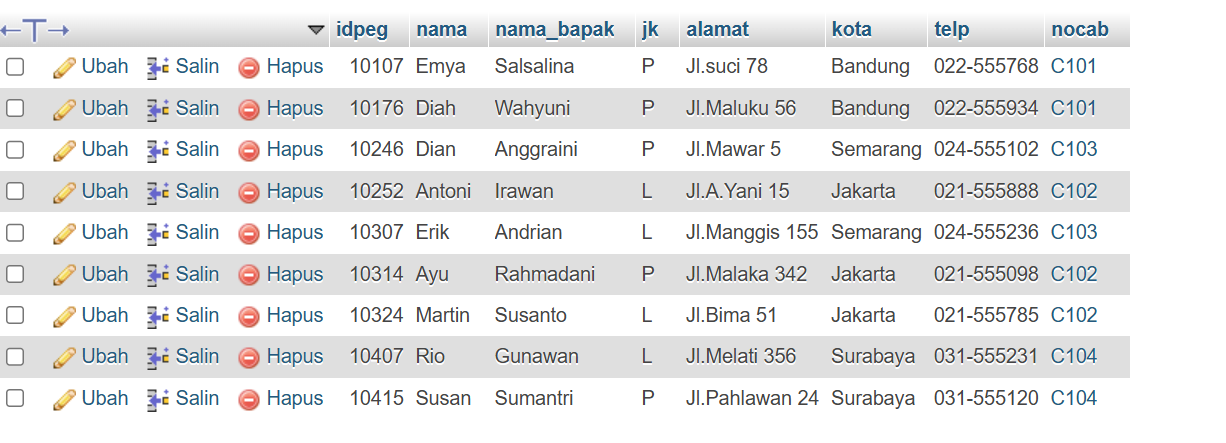 idpeg nama nama_bapak jk alamat kota telp nocab
Ubah Salin Hapus 10107 Emya Salsalina P Jl.suci 78 Bandung 022-555768 C101
Ubah Salin Hapus 10176 Diah Wahyuni P Jl.Maluku 56 Bandung 022-555934 C101
Ubah Salin Hapus 10246 Dian Anggraini P Jl.Mawar 5 Semarang 024-555102 C103
Ubah Salin Hapus 10252 Antoni Irawan L Jl.A.Yani 15 Jakarta 021-555888 C102
Ubah Salin Hapus 10307 Erik Andrian L Jl.Manggis 155 Semarang 024-555236 C103
Ubah Salin Hapus 10314 Ayu Rahmadani P Jl.Malaka 342 Jakarta 021-555098 C102
Ubah Salin Hapus 10324 Martin Susanto L Jl.Bima 51 Jakarta 021-555785 C102
Ubah Salin Hapus 10407 Rio Gunawan L Jl.Melati 356 Surabaya 031-555231 C104
Ubah Salin Hapus 10415 Susan Sumantri P Jl.Pahlawan 24 Surabaya 031-555120 C104